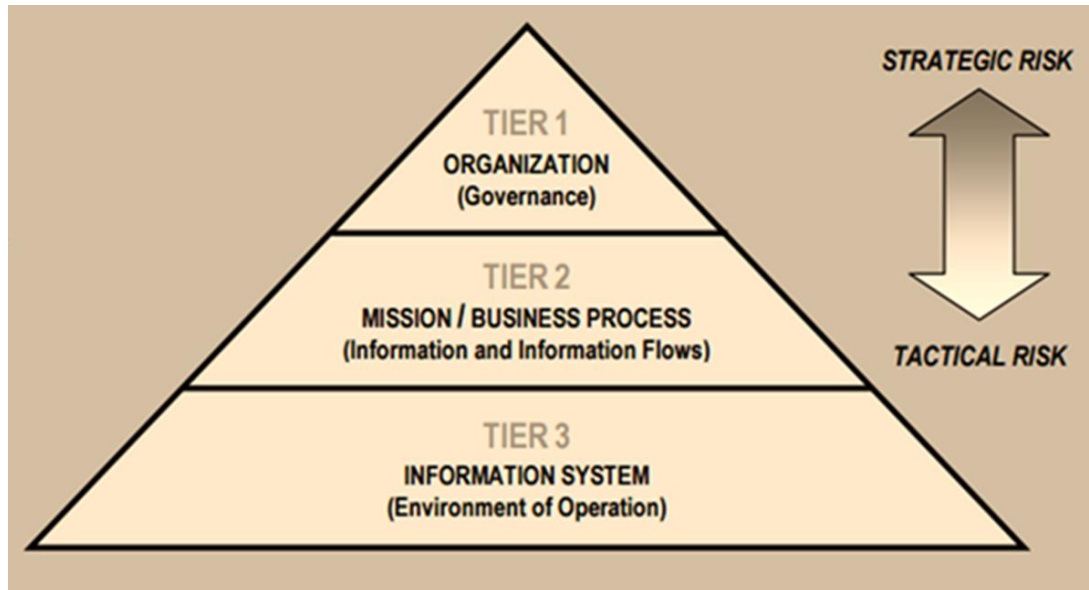 TIER 1
ORGANIZATION
(Governance)
TIER 2
MISSION / BUSINESS PROCESS
(Information and Information Flows)
TIER 3
INFORMATION SYSTEM
(Environment of Operation)
STRATEGIC RISK
TACTICAL RISK